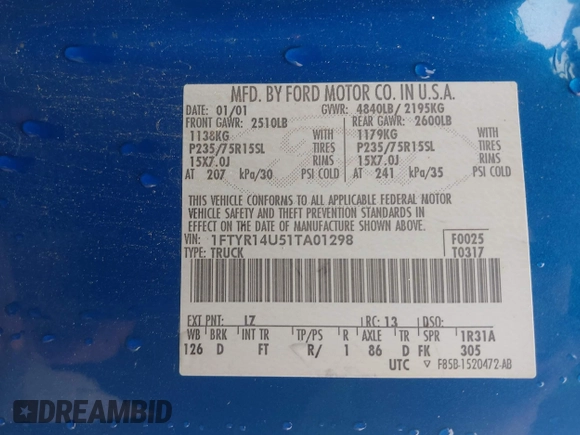 MFD. BY FORD MOTOR CO. IN U.S.A.
DATE: 01/01 GVWR: 4840LB/ 2195KG
FRONT GAWR: 2510LB REAR GAWR: 2600LB
1138KG WITH 1179KG WITH
P235/75R15SL TIRES P235/75R15SL TIRES
15X7.0J RIMS 15X7.0J RIMS
AT 207 kPa/30 PSI COLD AT 241 kPa/35 PSI COLD
THIS VEHICLE CONFORMS TO ALL APPLICABLE FEDERAL MOTOR
VEHICLE SAFETY AND THEFT PREVENTION STANDARDS IN
EFFECT ON THE DATE OF MANUFACTURE SHOWN ABOVE.
VIN: 1FTYR14U51TA01298 F0025
TYPE: TRUCK T0317
EXT PNT: LZ RC: 13 DSO:
WB BRK INT TR TP/PS R AXLE TR SPR 1R31A
126 D FT R/ 1 86 D FK 305
UTC ▽ F85B-1520472-AB
DREAMBID